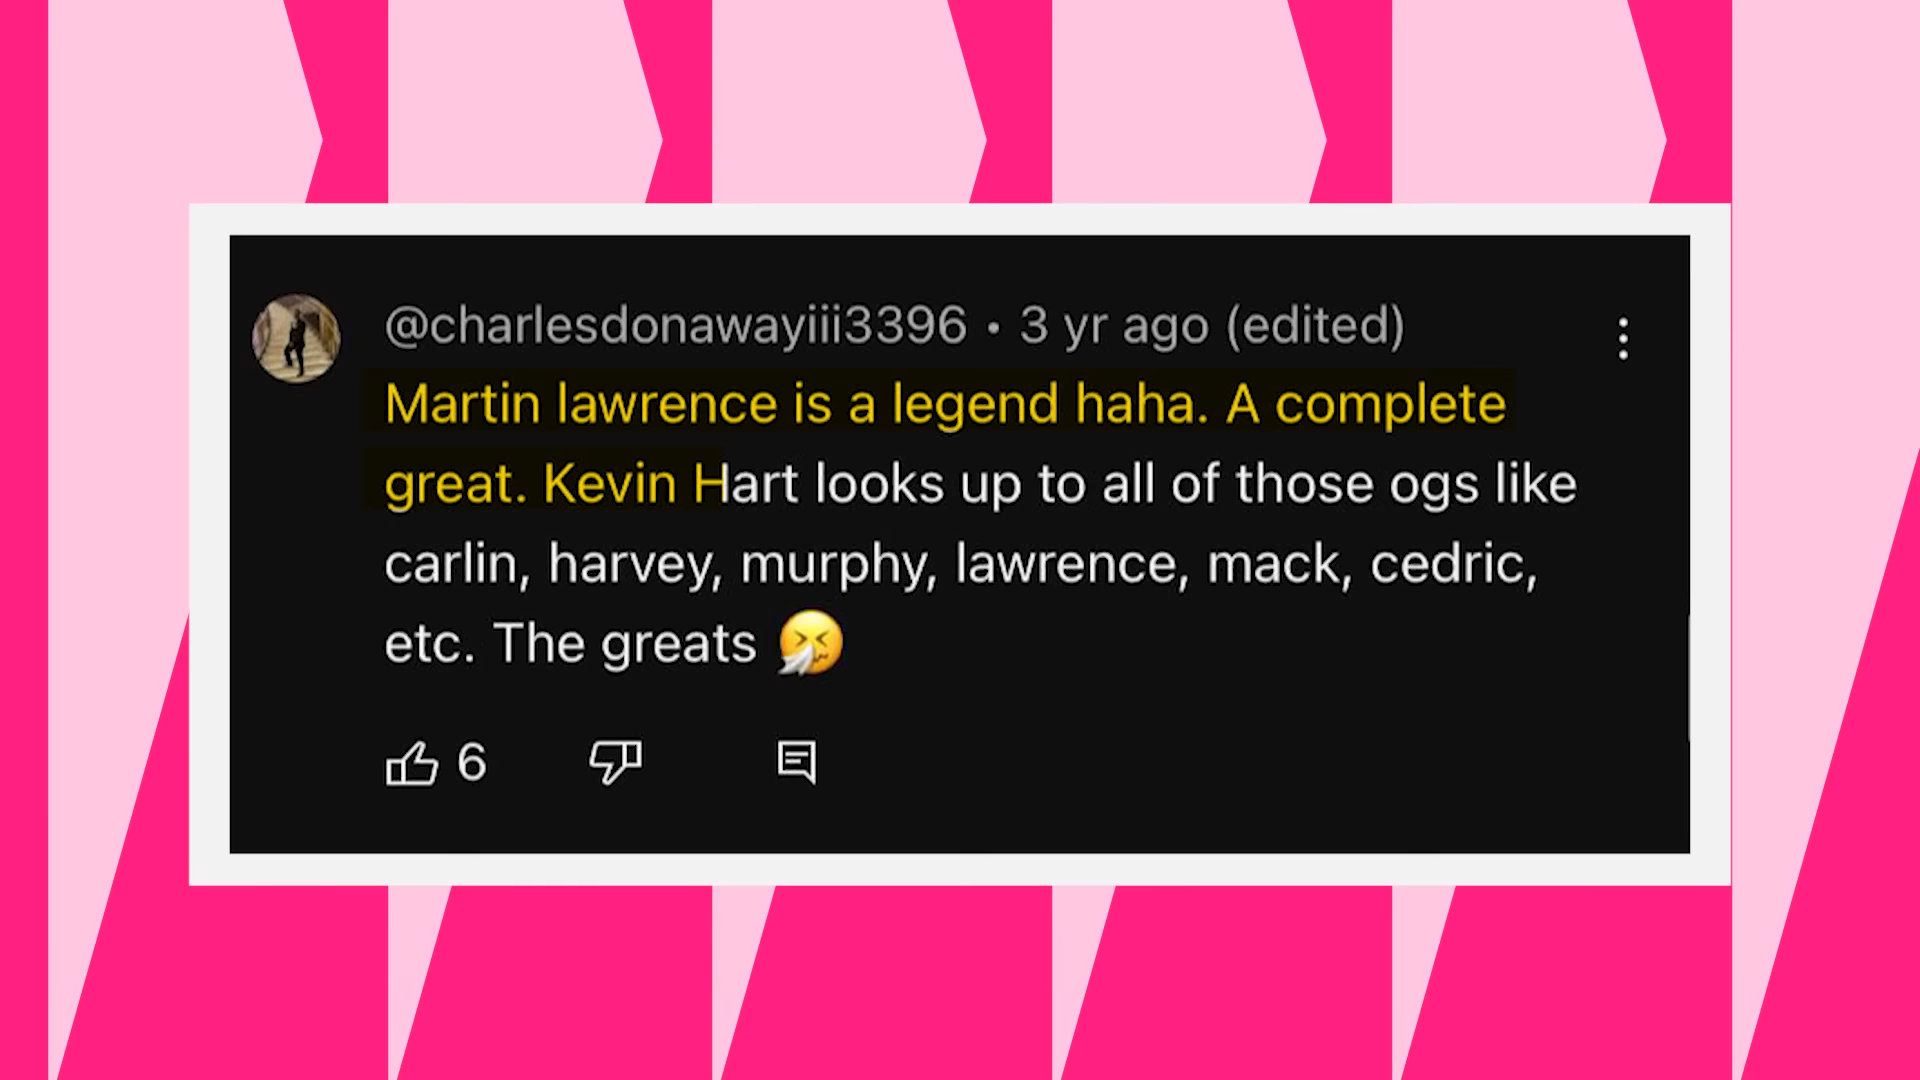 @charlesdonawayiii3396 • 3 yr ago (edited)
Martin lawrence is a legend haha. A complete
great. Kevin Hart looks up to all of those ogs like
carlin, harvey, murphy, lawrence, mack, cedric,
etc. The greats 🤧
6